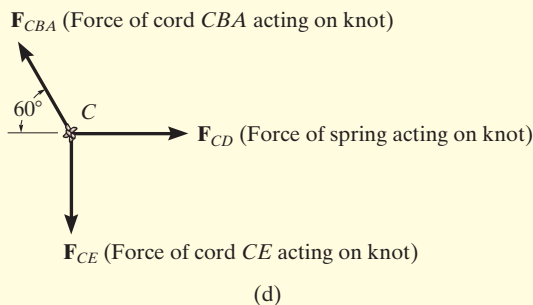 F_CBA (Force of cord CBA acting on knot)
60°
C
F_CD (Force of spring acting on knot)
F_CE (Force of cord CE acting on knot)
(d)